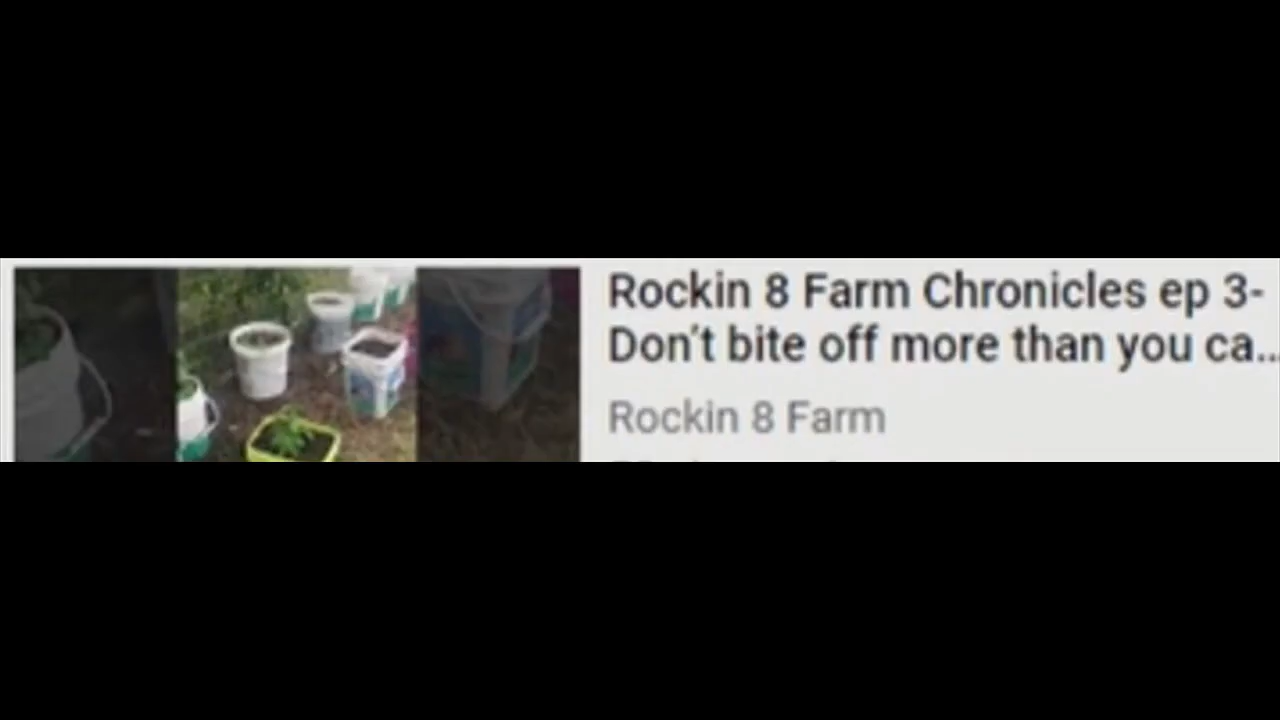 Rockin 8 Farm Chronicles ep 3-
Don't bite off more than you ca...
Rockin 8 Farm